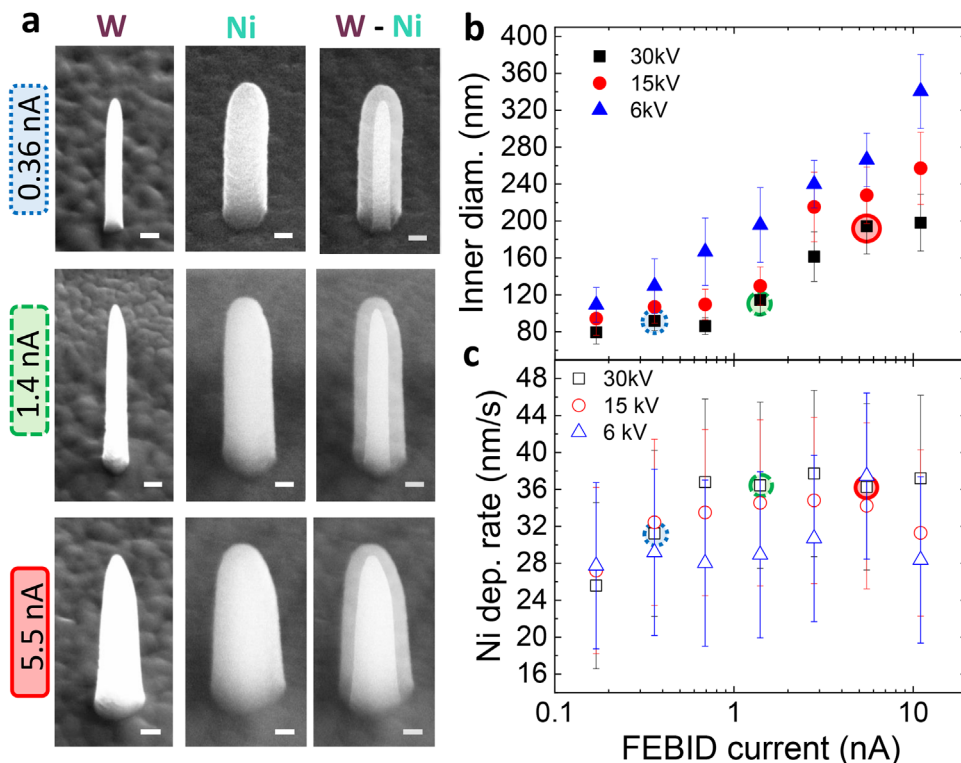 a
W Ni W - Ni
0.36 nA
1.4 nA
5.5 nA
b
400
360
320
280
240
200
160
120
80
Inner diam. (nm)
30kV
15kV
6kV
c
48
44
40
36
32
28
24
20
16
Ni dep. rate (nm/s)
30kV
15 kV
6 kV
0.1 1 10
FEBID current (nA)